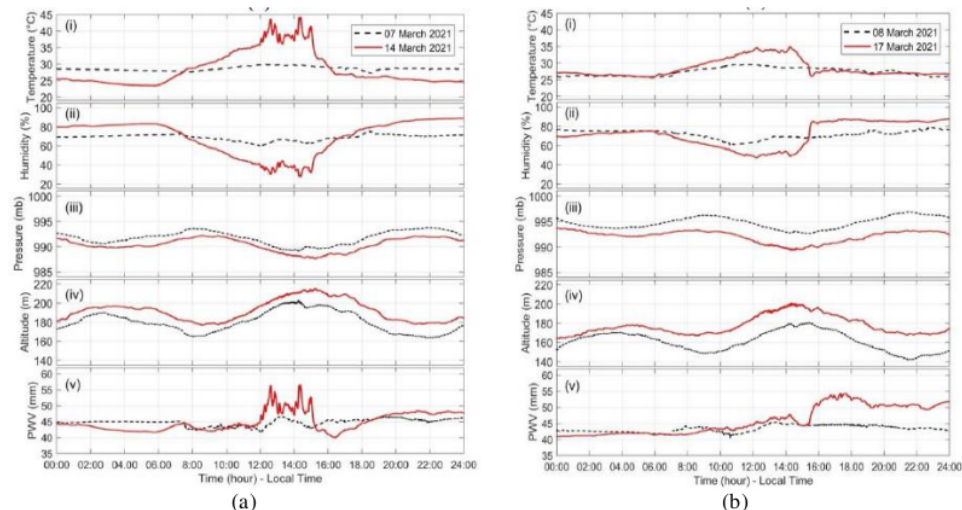 (i)
Temperature (°C)
45
40
35
30
25
20
07 March 2021
14 March 2021
(ii)
Humidity (%)
100
80
60
40
20
(iii)
Pressure (mb)
1000
995
990
985
(iv)
Altitude (m)
220
200
180
160
140
(v)
PWV (mm)
60
55
50
45
40
35
00:00 02:00 04.00 06:00 08:00 10:00 12:00 14:00 16:00 18:00 20:00 22:00 24:00
Time (hour) - Local Time
(a)
(i)
Temperature (°C)
45
40
35
30
25
20
08 March 2021
17 March 2021
(ii)
Humidity (%)
100
80
60
40
20
(iii)
Pressure (mb)
1000
995
990
985
(iv)
Altitude (m)
220
200
180
160
140
(v)
PWV (mm)
60
55
50
45
40
35
00:00 02:00 04.00 06:00 08:00 10:00 12:00 14:00 16:00 18:00 20:00 22:00 24:00
Time (hour) - Local Time
(b)